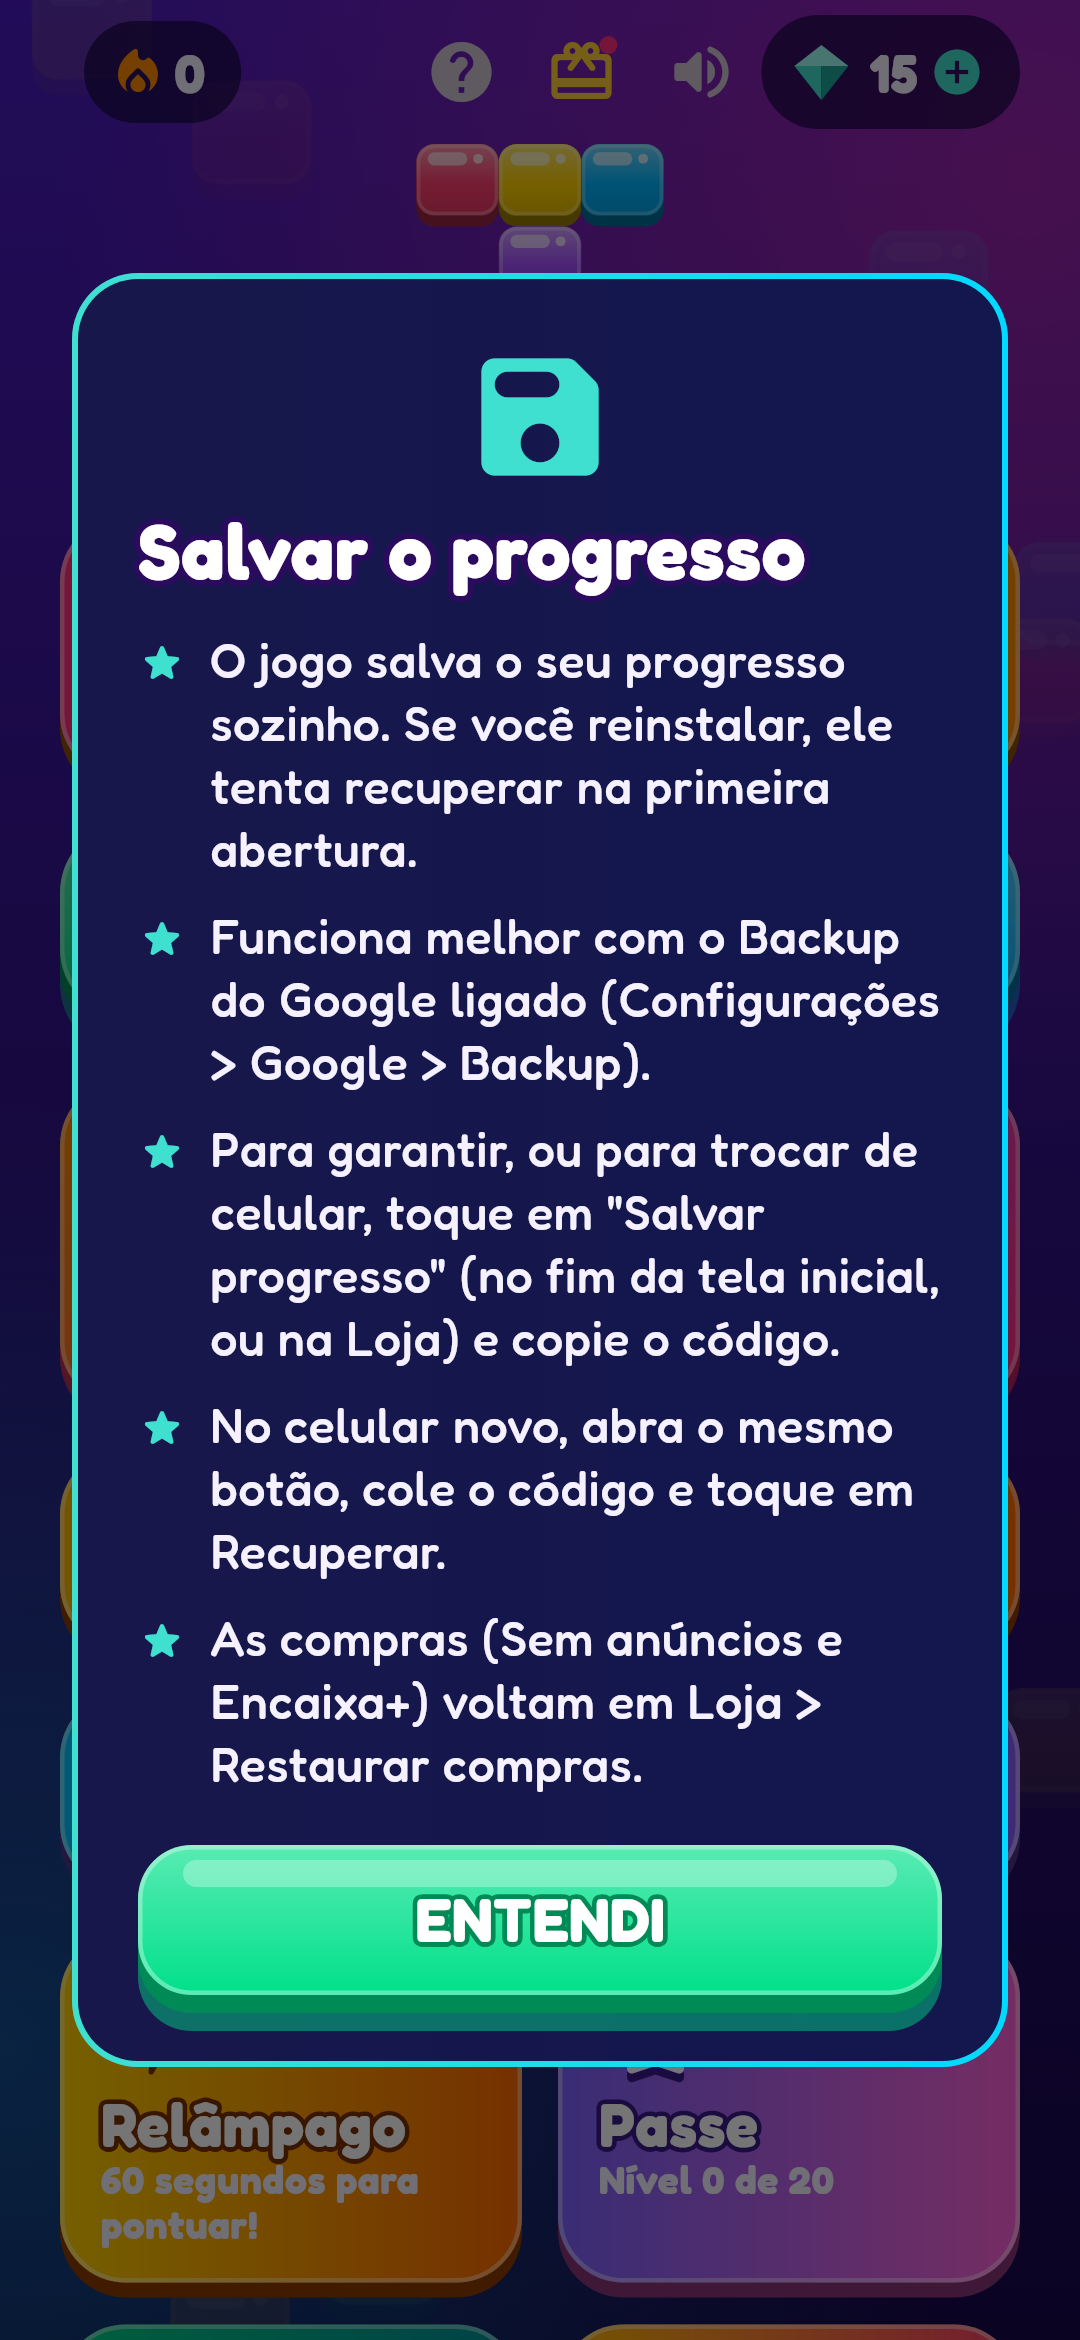 0
15
Salvar o progresso
O jogo salva o seu progresso
sozinho. Se você reinstalar, ele
tenta recuperar na primeira
abertura.
Funciona melhor com o Backup
do Google ligado (Configurações
> Google > Backup).
Para garantir, ou para trocar de
celular, toque em "Salvar
progresso" (no fim da tela inicial,
ou na Loja) e copie o código.
No celular novo, abra o mesmo
botão, cole o código e toque em
Recuperar.
As compras (Sem anúncios e
Encaixa+) voltam em Loja >
Restaurar compras.
ENTENDI
Relâmpago
60 segundos para
pontuar!
Passe
Nível 0 de 20